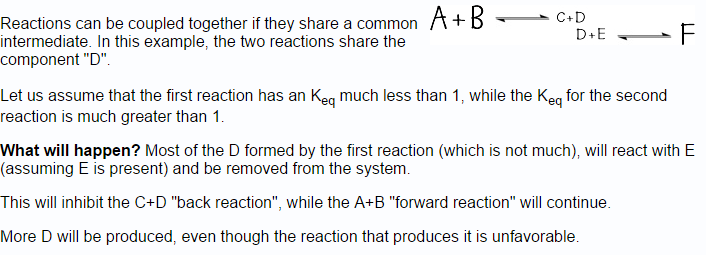 Reactions can be coupled together if they share a common
intermediate. In this example, the two reactions share the
component "D".
A+B → C+D
D+E → F
Let us assume that the first reaction has an Keq much less than 1, while the Keq for the second
reaction is much greater than 1.
What will happen? Most of the D formed by the first reaction (which is not much), will react with E
(assuming E is present) and be removed from the system.
This will inhibit the C+D "back reaction", while the A+B "forward reaction" will continue.
More D will be produced, even though the reaction that produces it is unfavorable.